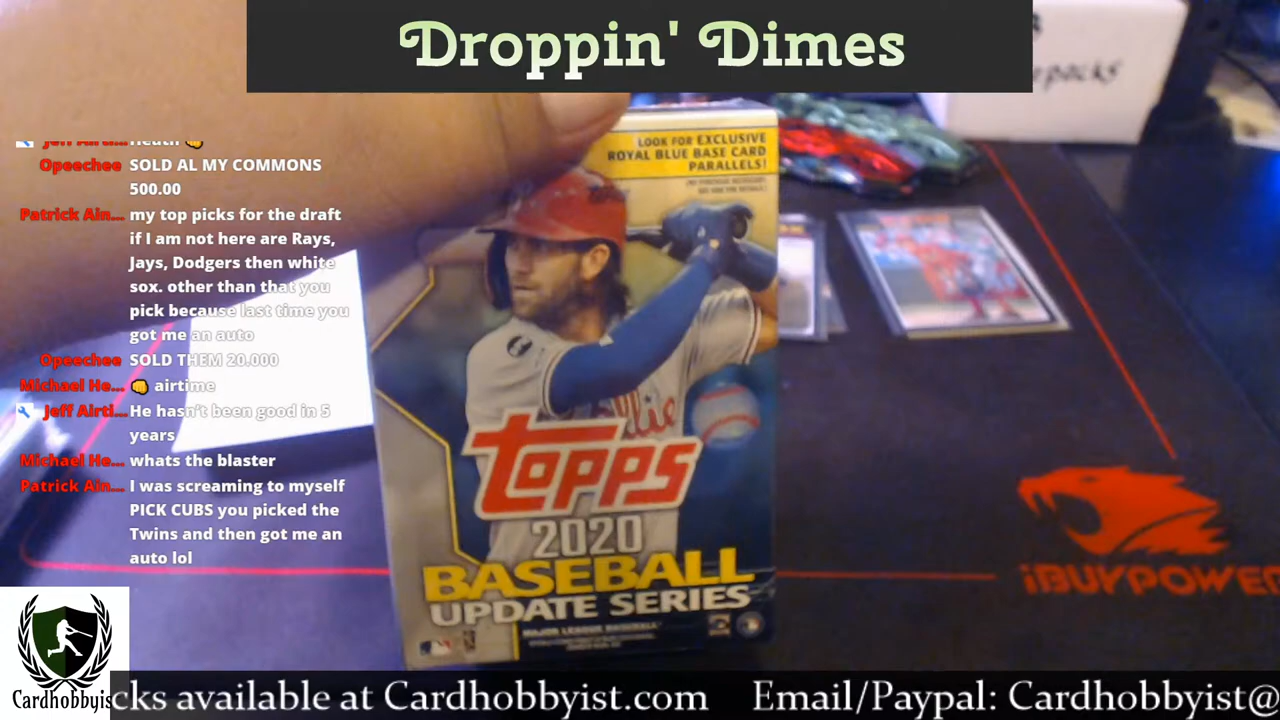 Droppin' Dimes
epacks
LOOK FOR EXCLUSIVE
ROYAL BLUE BASE CARD
PARALLELS!
Opeechee SOLD AL MY COMMONS
500.00
Patrick Ain... my top picks for the draft
if I am not here are Rays,
Jays, Dodgers then white
sox. other than that you
pick because last time you
got me an auto
Opeechee SOLD THEM 20.000
Michael He... 👊 airtime
Jeff Airti... He hasn't been good in 5
years
Michael He... whats the blaster
Patrick Ain... I was screaming to myself
PICK CUBS you picked the
Twins and then got me an
auto lol
TOPPS
2020
BASEBALL
UPDATE SERIES
MAJOR LEAGUE BASEBALL
iBUYPOWER
Cardhobbyis
cks available at Cardhobbyist.com Email/Paypal: Cardhobbyist@